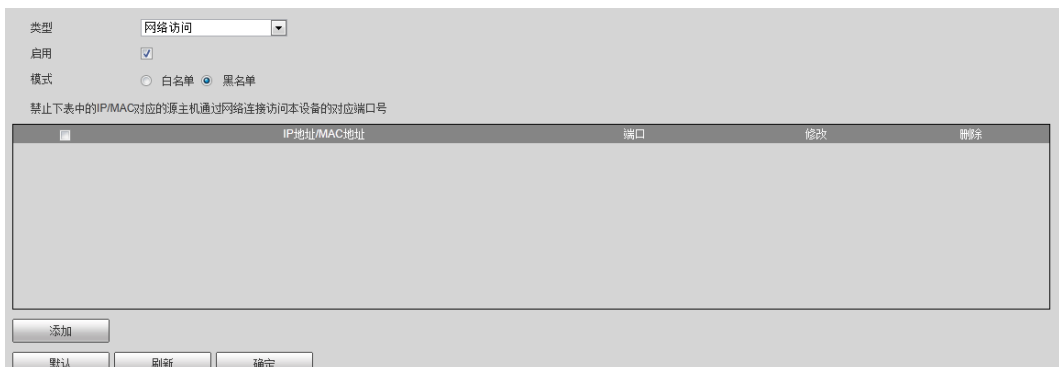 类型 网络访问
启用
模式 白名单 黑名单
禁止下表中的IP/MAC对应的源主机通过网络连接访问本设备的对应端口号
IP地址/MAC地址 端口 修改 删除
添加
默认 刷新 确定